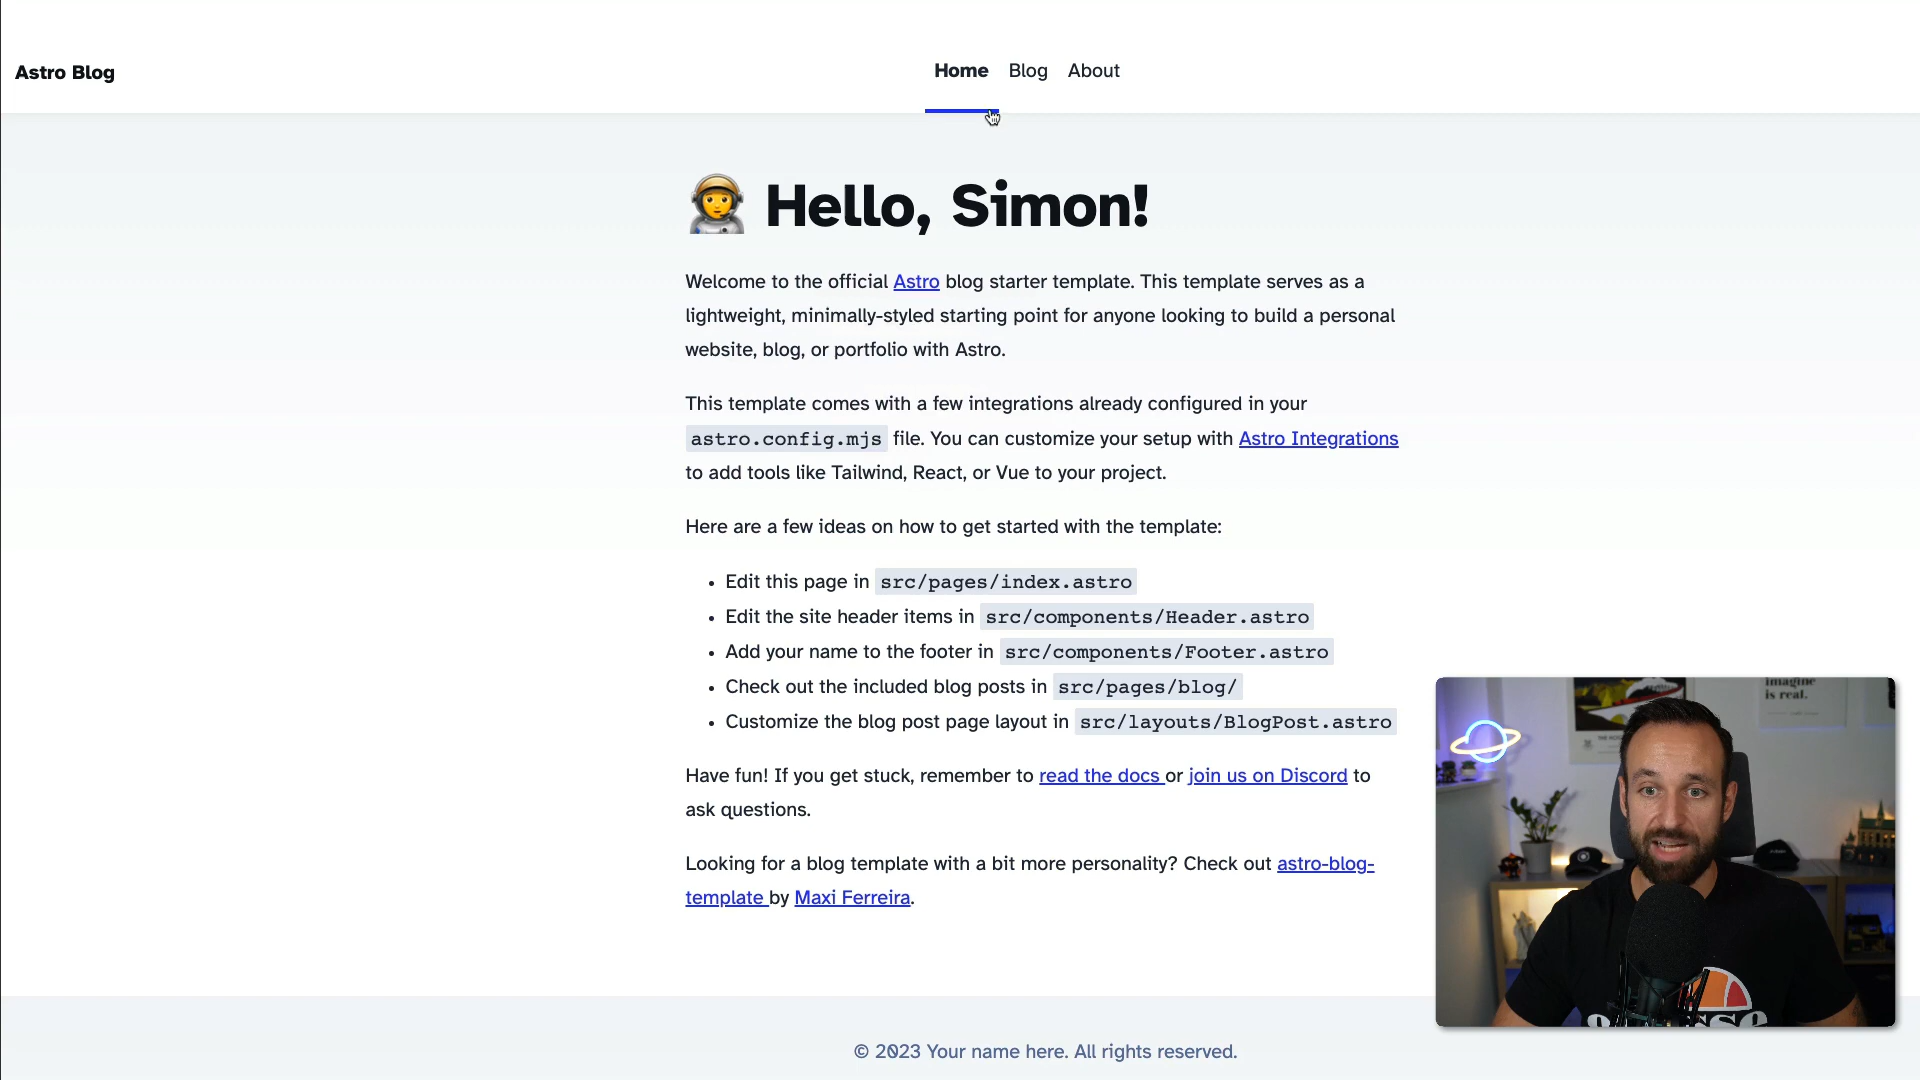 Astro Blog
Home Blog About
Hello, Simon!
Welcome to the official Astro blog starter template. This template serves as a
lightweight, minimally-styled starting point for anyone looking to build a personal
website, blog, or portfolio with Astro.
This template comes with a few integrations already configured in your
astro.config.mjs file. You can customize your setup with Astro Integrations
to add tools like Tailwind, React, or Vue to your project.
Here are a few ideas on how to get started with the template:
• Edit this page in src/pages/index.astro
• Edit the site header items in src/components/Header.astro
• Add your name to the footer in src/components/Footer.astro
• Check out the included blog posts in src/pages/blog/
• Customize the blog post page layout in src/layouts/BlogPost.astro
Have fun! If you get stuck, remember to read the docs or join us on Discord to
ask questions.
Looking for a blog template with a bit more personality? Check out astro-blog-
template by Maxi Ferreira.
imagine
is real.
© 2023 Your name here. All rights reserved.